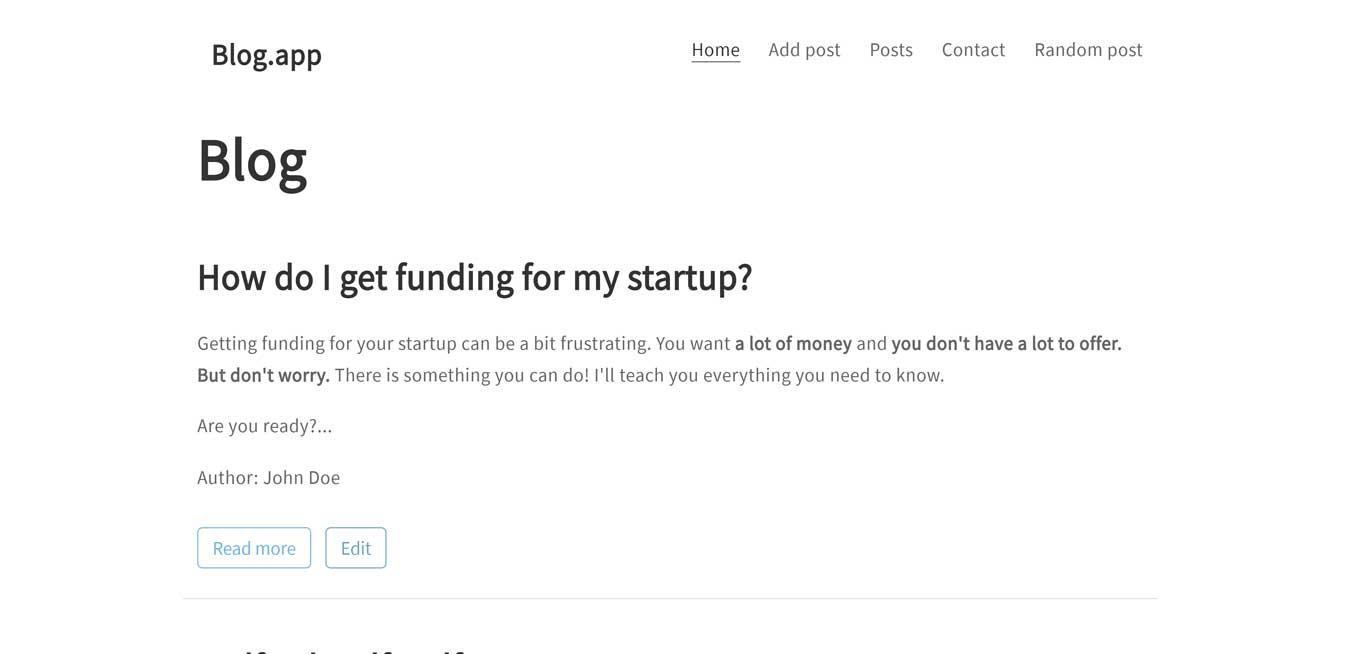 Blog.app
Home Add post Posts Contact Random post
Blog
How do I get funding for my startup?
Getting funding for your startup can be a bit frustrating. You want a lot of money and you don't have a lot to offer.
But don't worry. There is something you can do! I'll teach you everything you need to know.
Are you ready?...
Author: John Doe
Read more Edit